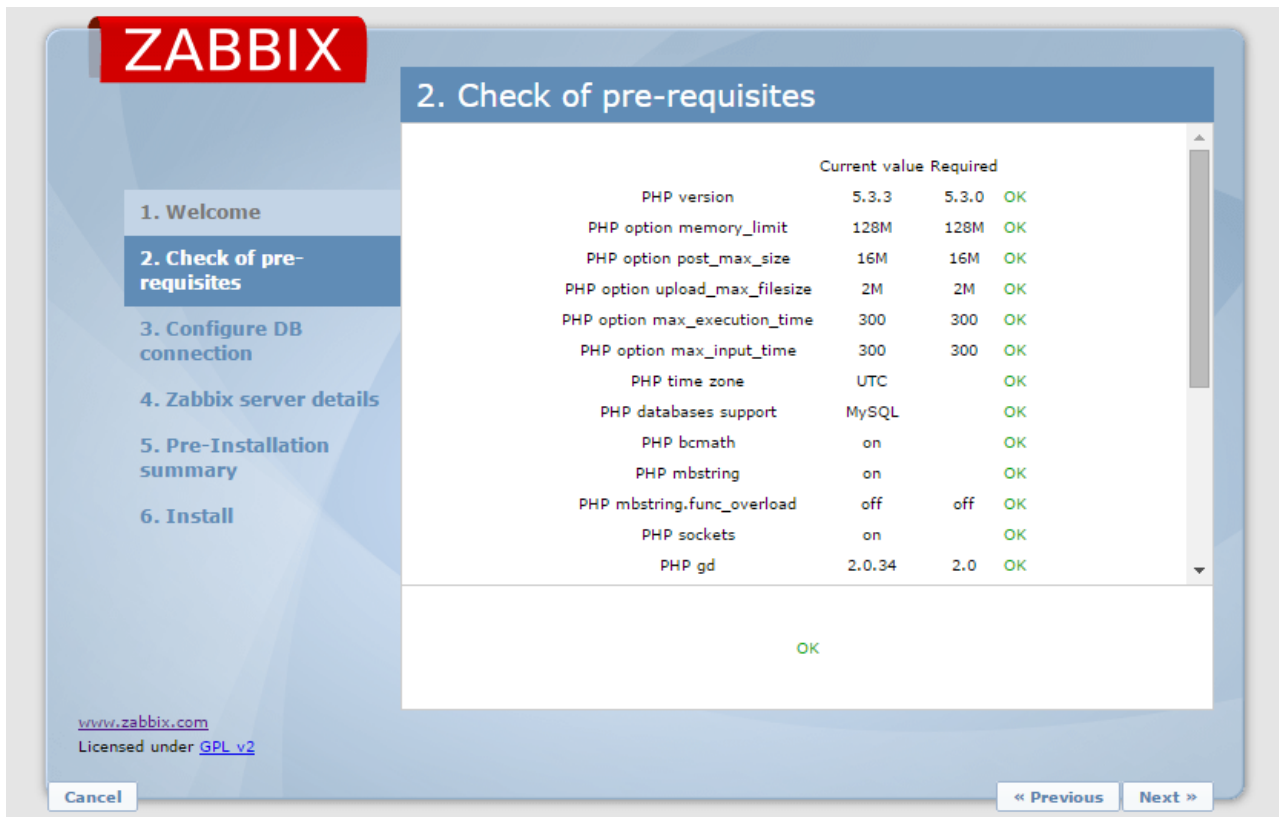 ZABBIX
2. Check of pre-requisites
1. Welcome
2. Check of pre-
requisites
3. Configure DB
connection
4. Zabbix server details
5. Pre-Installation
summary
6. Install
Current value Required
PHP version 5.3.3 5.3.0 OK
PHP option memory_limit 128M 128M OK
PHP option post_max_size 16M 16M OK
PHP option upload_max_filesize 2M 2M OK
PHP option max_execution_time 300 300 OK
PHP option max_input_time 300 300 OK
PHP time zone UTC OK
PHP databases support MySQL OK
PHP bcmath on OK
PHP mbstring on OK
PHP mbstring.func_overload off off OK
PHP sockets on OK
PHP gd 2.0.34 2.0 OK
OK
www.zabbix.com
Licensed under GPL v2
Cancel
« Previous
Next »